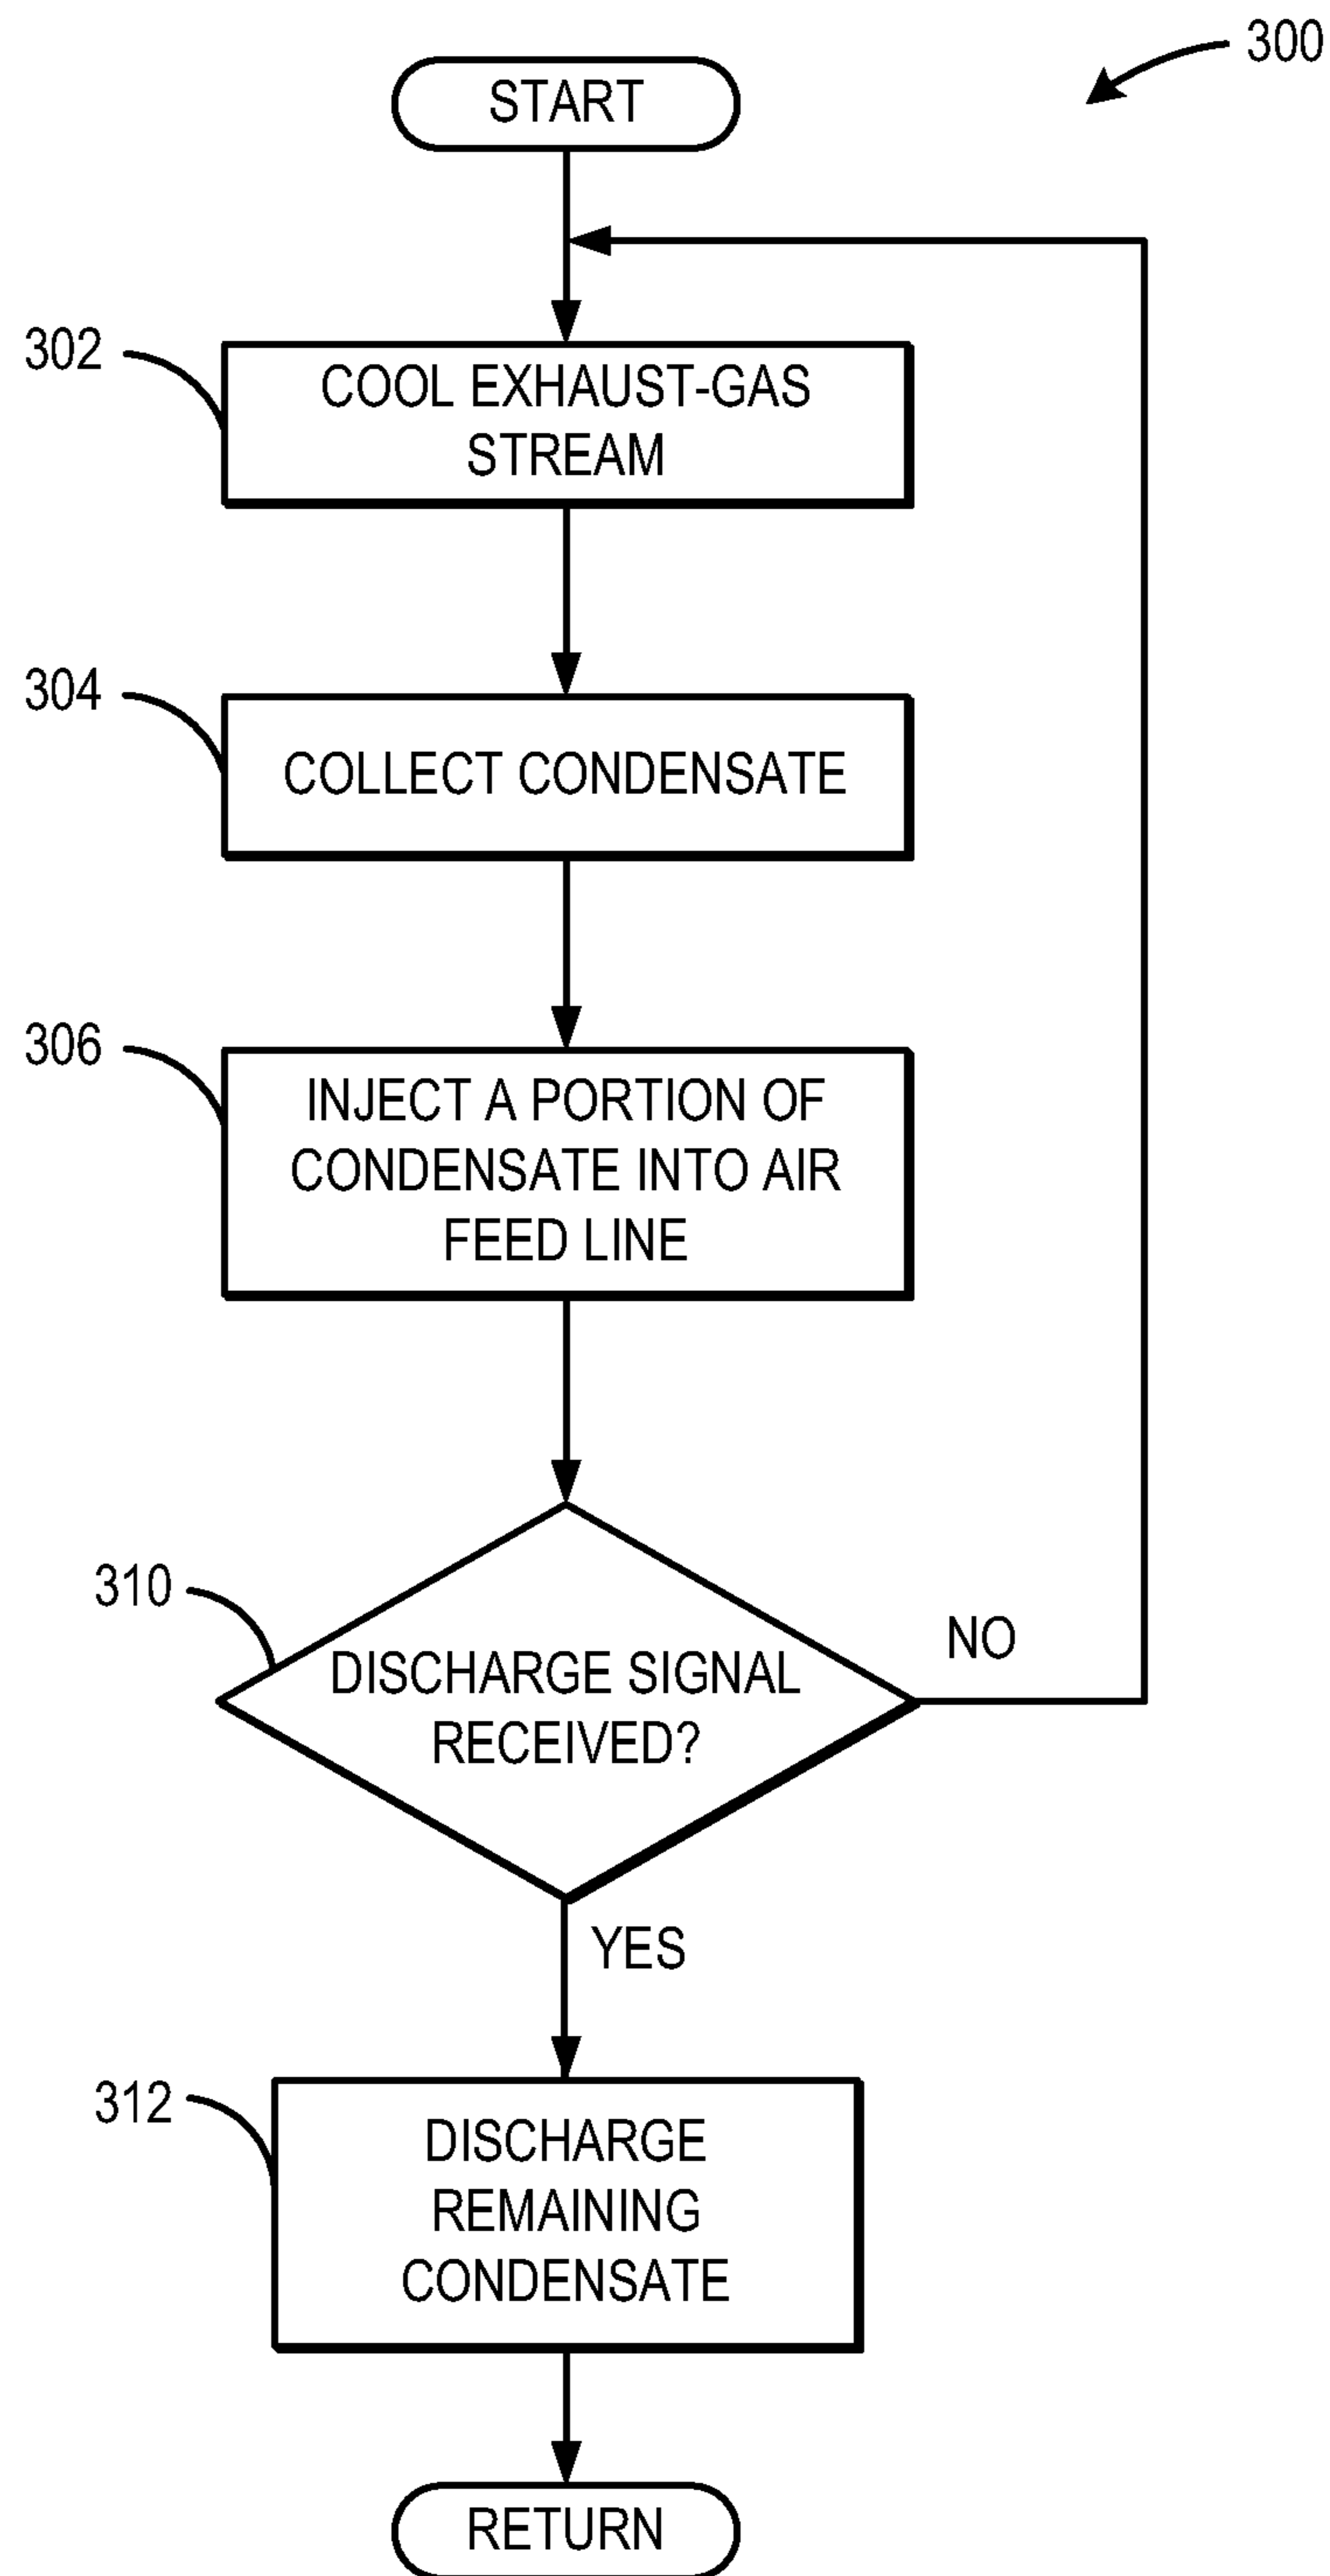 300
START
302
COOL EXHAUST-GAS
STREAM
304
COLLECT CONDENSATE
306
INJECT A PORTION OF
CONDENSATE INTO AIR
FEED LINE
310
DISCHARGE SIGNAL
RECEIVED?
NO
YES
312
DISCHARGE
REMAINING
CONDENSATE
RETURN